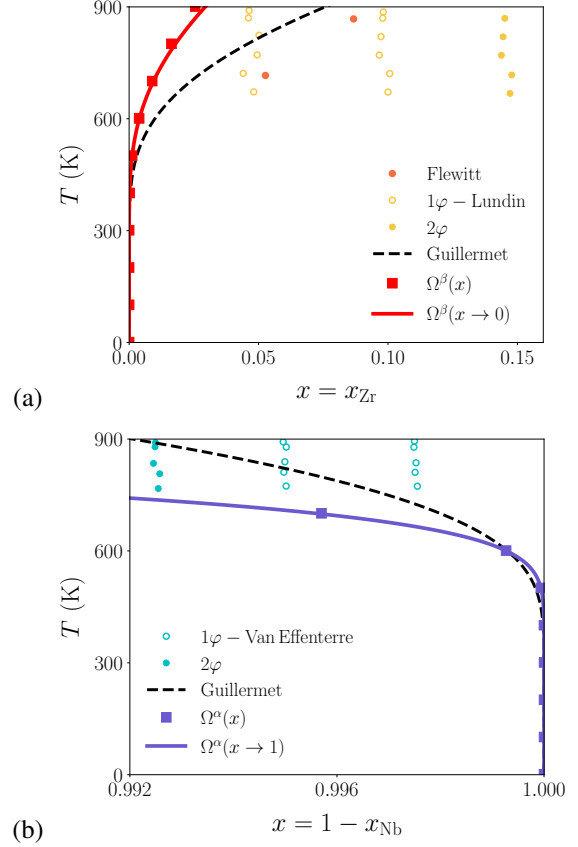 900
600
300
0
T (K)
Flewitt
1φ − Lundin
2φ
Guillermet
Ω^β(x)
Ω^β(x → 0)
0.00 0.05 0.10 0.15
x = x_Zr
(a)
900
600
300
0
T (K)
1φ − Van Effenterre
2φ
Guillermet
Ω^α(x)
Ω^α(x → 1)
0.992 0.996 1.000
x = 1 − x_Nb
(b)